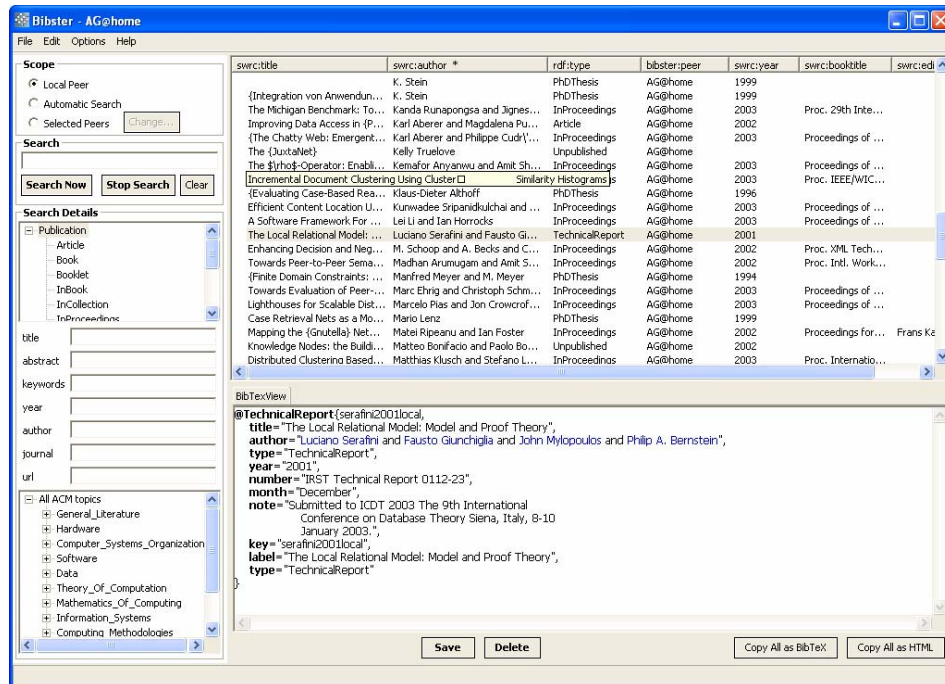 Bibster - AG@home
File Edit Options Help
Scope
Local Peer
Automatic Search
Selected Peers Change...
Search
Search Now Stop Search Clear
Search Details
Publication
Article
Book
Booklet
InBook
InCollection
InProceedings
title
abstract
keywords
year
author
journal
url
All ACM topics
General_Literature
Hardware
Computer_Systems_Organization
Software
Data
Theory_Of_Computation
Mathematics_Of_Computing
Information_Systems
Computing_Methodologies
swrc:title swrc:author * rdf:type bibster:peer swrc:year swrc:booktitle swrc:edi
K. Stein PhDThesis AG@home 1999
{Integration von Anwendun... K. Stein PhDThesis AG@home 1999
The Michigan Benchmark: To... Kanda Runapongsa and Jignes... InProceedings AG@home 2003 Proc. 29th Inte...
Improving Data Access in {P... Karl Aberer and Magdalena Pu... Article AG@home 2002
{The Chatty Web: Emergent... Karl Aberer and Philippe Cudr\'... InProceedings AG@home 2003 Proceedings of ...
The {JuxtaNet} Kelly Truelove Unpublished AG@home
The $\rho$-Operator: Enabli... Kemafor Anyanwu and Amit Sh... InProceedings AG@home 2003 Proceedings of ...
Incremental Document Clustering Using Cluster Similarity Histograms AG@home 2003 Proc. IEEE/WIC...
{Evaluating Case-Based Rea... Klaus-Dieter Althoff PhDThesis AG@home 1996
Efficient Content Location U... Kunwadee Sripanidkulchai and ... InProceedings AG@home 2003 Proceedings of ...
A Software Framework For ... Lei Li and Ian Horrocks InProceedings AG@home 2003 Proceedings of ...
The Local Relational Model: ... Luciano Serafini and Fausto Gi... TechnicalReport AG@home 2001
Enhancing Decision and Neg... M. Schoop and A. Becks and C... InProceedings AG@home 2002 Proc. XML Tech...
Towards Peer-to-Peer Sema... Madhan Arumugam and Amit S... InProceedings AG@home 2002 Proc. Intl. Work...
{Finite Domain Constraints: ... Manfred Meyer and M. Meyer PhDThesis AG@home 1994
Towards Evaluation of Peer-... Marc Ehrig and Christoph Schm... InProceedings AG@home 2003 Proceedings of ...
Lighthouses for Scalable Dist... Marcelo Pias and Jon Crowcrof... InProceedings AG@home 2003 Proceedings of ...
Case Retrieval Nets as a Mo... Mario Lenz PhDThesis AG@home 1999
Mapping the {Gnutella} Net... Matei Ripeanu and Ian Foster InProceedings AG@home 2002 Proceedings for... Frans Ka
Knowledge Nodes: the Buildi... Matteo Bonifacio and Paolo Bo... Unpublished AG@home 2002
Distributed Clustering Based... Matthias Klusch and Stefano L... InProceedings AG@home 2003 Proc. Internatio...
BibTexView
@TechnicalReport{serafini2001local,
title="The Local Relational Model: Model and Proof Theory",
author="Luciano Serafini and Fausto Giunchiglia and John Mylopoulos and Philip A. Bernstein",
type="TechnicalReport",
year="2001",
number="IRST Technical Report 0112-23",
month="December",
note="Submitted to ICDT 2003 The 9th International
Conference on Database Theory Siena, Italy, 8-10
January 2003.",
key="serafini2001local",
label="The Local Relational Model: Model and Proof Theory",
type="TechnicalReport"
}
Save Delete Copy All as BibTeX Copy All as HTML